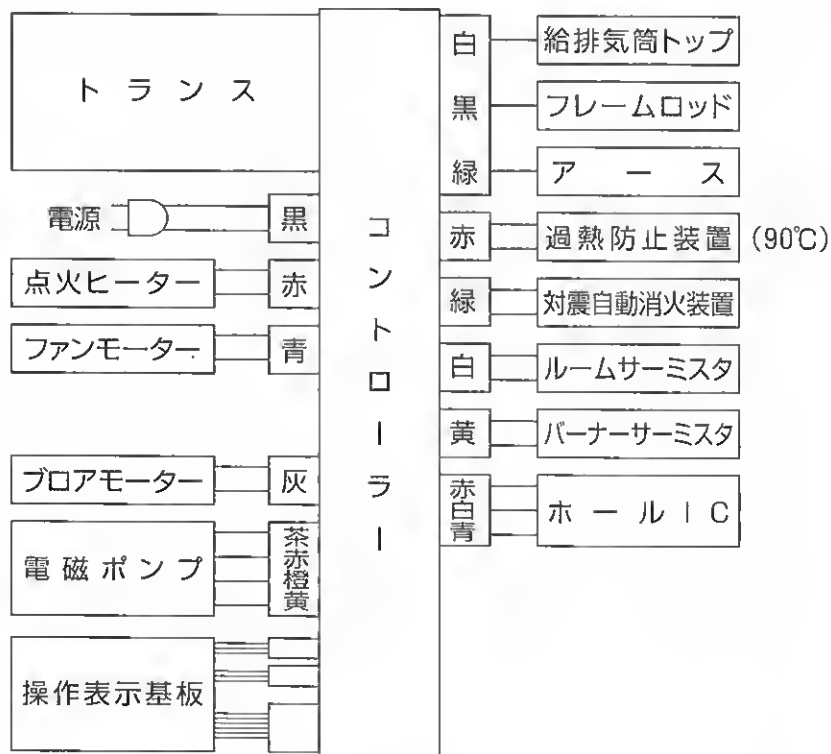 トランス
電源
黒
点火ヒーター
赤
ファンモーター
青
ブロアモーター
灰
電磁ポンプ
茶
赤
橙
黄
操作表示基板
コントローラー
白
給排気筒トップ
黒
フレームロッド
緑
アース
赤
過熱防止装置 (90℃)
緑
対震自動消火装置
白
ルームサーミスタ
黄
バーナーサーミスタ
赤
白
青
ホールIC